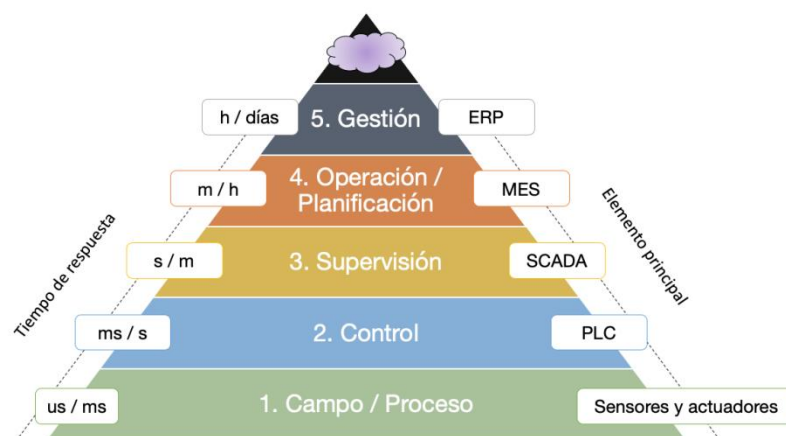 h / días
5. Gestión
ERP
m / h
4. Operación /
Planificación
MES
s / m
3. Supervisión
SCADA
ms / s
2. Control
PLC
us / ms
1. Campo / Proceso
Sensores y actuadores
Tiempo de respuesta
Elemento principal